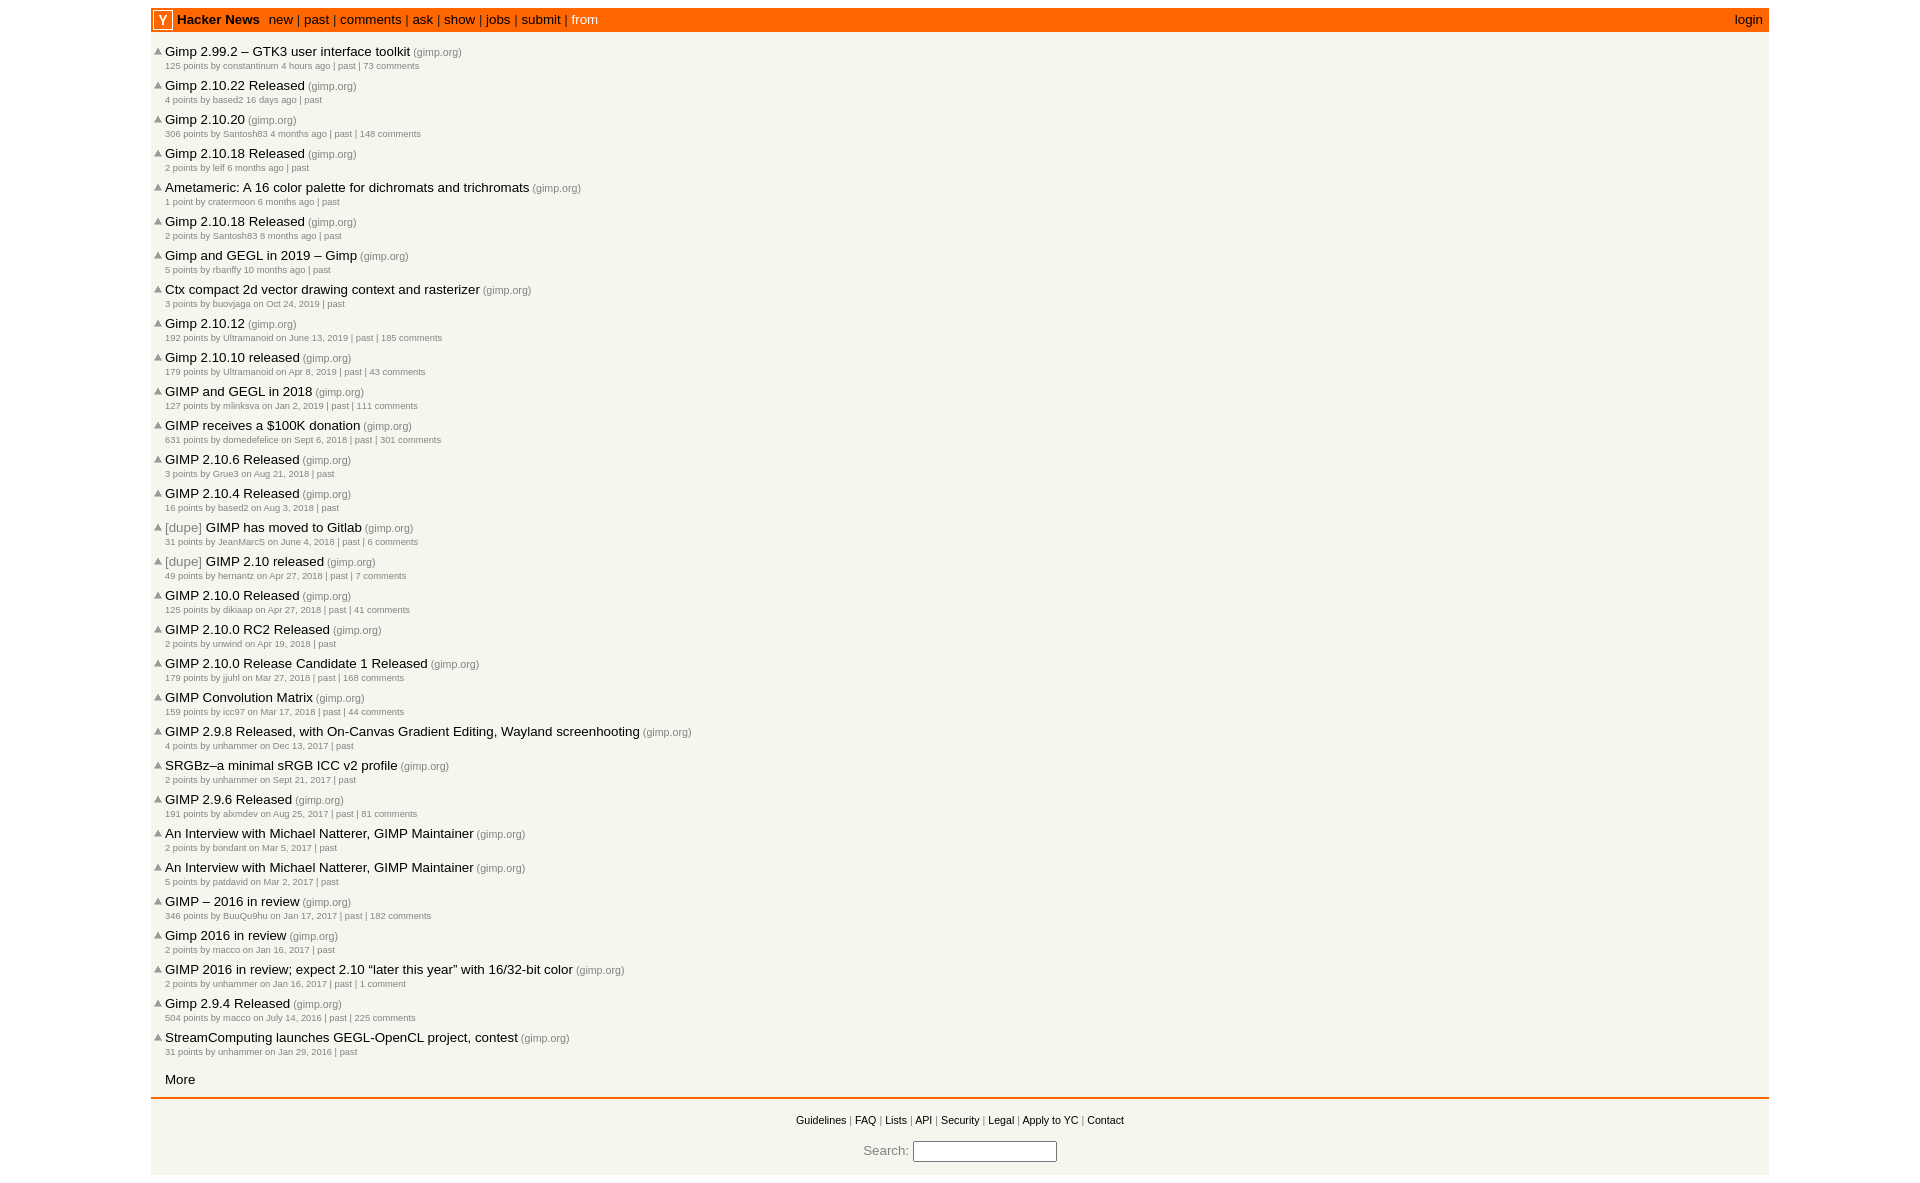 Y Hacker News new | past | comments | ask | show | jobs | submit | from login
Gimp 2.99.2 – GTK3 user interface toolkit (gimp.org)
125 points by constantinum 4 hours ago | past | 73 comments
Gimp 2.10.22 Released (gimp.org)
4 points by based2 16 days ago | past
Gimp 2.10.20 (gimp.org)
306 points by Santosh83 4 months ago | past | 148 comments
Gimp 2.10.18 Released (gimp.org)
2 points by lelf 6 months ago | past
Ametameric: A 16 color palette for dichromats and trichromats (gimp.org)
1 point by cratermoon 6 months ago | past
Gimp 2.10.18 Released (gimp.org)
2 points by Santosh83 8 months ago | past
Gimp and GEGL in 2019 – Gimp (gimp.org)
5 points by rbanffy 10 months ago | past
Ctx compact 2d vector drawing context and rasterizer (gimp.org)
3 points by buovjaga on Oct 24, 2019 | past
Gimp 2.10.12 (gimp.org)
192 points by Ultramanoid on June 13, 2019 | past | 185 comments
Gimp 2.10.10 released (gimp.org)
179 points by Ultramanoid on Apr 8, 2019 | past | 43 comments
GIMP and GEGL in 2018 (gimp.org)
127 points by mlinksva on Jan 2, 2019 | past | 111 comments
GIMP receives a $100K donation (gimp.org)
631 points by domedefelice on Sept 6, 2018 | past | 301 comments
GIMP 2.10.6 Released (gimp.org)
3 points by Grue3 on Aug 21, 2018 | past
GIMP 2.10.4 Released (gimp.org)
16 points by based2 on Aug 3, 2018 | past
[dupe] GIMP has moved to Gitlab (gimp.org)
31 points by JeanMarcS on June 4, 2018 | past | 6 comments
[dupe] GIMP 2.10 released (gimp.org)
49 points by hernantz on Apr 27, 2018 | past | 7 comments
GIMP 2.10.0 Released (gimp.org)
125 points by dikiaap on Apr 27, 2018 | past | 41 comments
GIMP 2.10.0 RC2 Released (gimp.org)
2 points by unwind on Apr 19, 2018 | past
GIMP 2.10.0 Release Candidate 1 Released (gimp.org)
179 points by jjuhl on Mar 27, 2018 | past | 168 comments
GIMP Convolution Matrix (gimp.org)
159 points by icc97 on Mar 17, 2018 | past | 44 comments
GIMP 2.9.8 Released, with On-Canvas Gradient Editing, Wayland screenhooting (gimp.org)
4 points by unhammer on Dec 13, 2017 | past
SRGBz–a minimal sRGB ICC v2 profile (gimp.org)
2 points by unhammer on Sept 21, 2017 | past
GIMP 2.9.6 Released (gimp.org)
191 points by alxmdev on Aug 25, 2017 | past | 81 comments
An Interview with Michael Natterer, GIMP Maintainer (gimp.org)
2 points by bondant on Mar 5, 2017 | past
An Interview with Michael Natterer, GIMP Maintainer (gimp.org)
5 points by patdavid on Mar 2, 2017 | past
GIMP – 2016 in review (gimp.org)
346 points by BuuQu9hu on Jan 17, 2017 | past | 182 comments
Gimp 2016 in review (gimp.org)
2 points by macco on Jan 16, 2017 | past
GIMP 2016 in review; expect 2.10 “later this year” with 16/32-bit color (gimp.org)
2 points by unhammer on Jan 16, 2017 | past | 1 comment
Gimp 2.9.4 Released (gimp.org)
504 points by macco on July 14, 2016 | past | 225 comments
StreamComputing launches GEGL-OpenCL project, contest (gimp.org)
31 points by unhammer on Jan 29, 2016 | past
More
Guidelines | FAQ | Lists | API | Security | Legal | Apply to YC | Contact
Search: